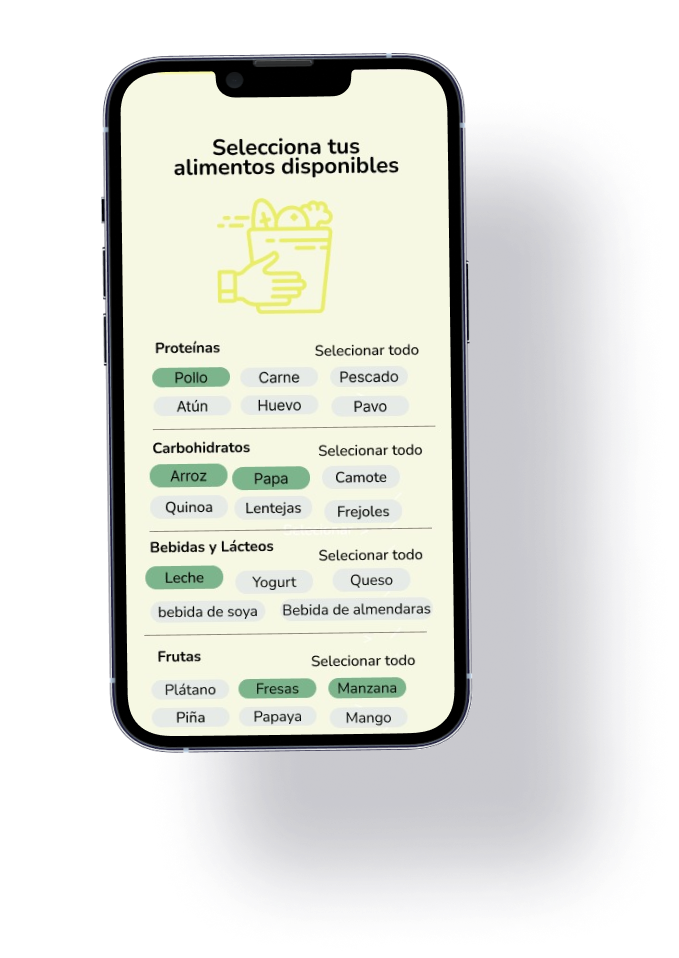 Selecciona tus
alimentos disponibles
Proteínas
Selecionar todo
Pollo Carne Pescado
Atún Huevo Pavo
Carbohidratos
Selecionar todo
Arroz Papa Camote
Quinoa Lentejas Frejoles
Bebidas y Lácteos
Selecionar todo
Leche Yogurt Queso
bebida de soya Bebida de almendaras
Frutas
Selecionar todo
Plátano Fresas Manzana
Piña Papaya Mango